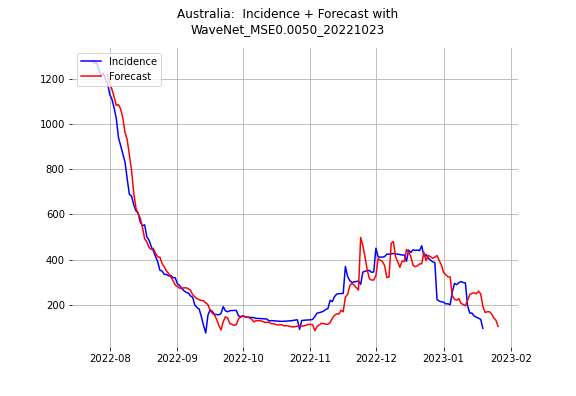 Australia:  Incidence + Forecast with
WaveNet_MSE0.0050_20221023
Incidence
Forecast
1200
1000
800
600
400
200
2022-08 2022-09 2022-10 2022-11 2022-12 2023-01 2023-02